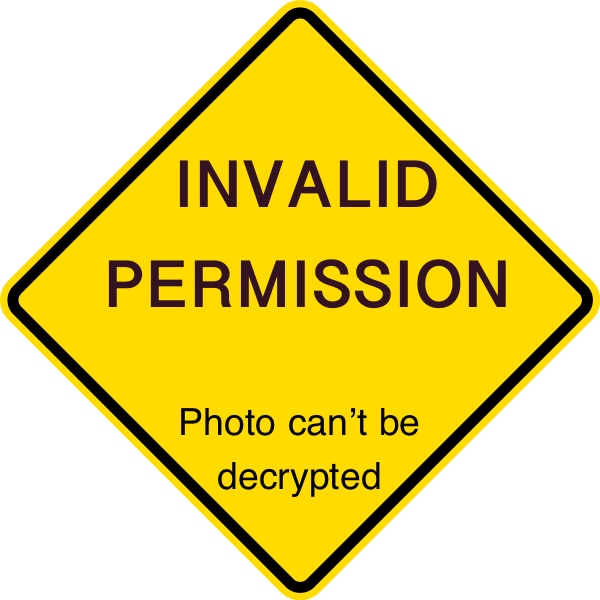 INVALID
PERMISSION
Photo can’t be
decrypted